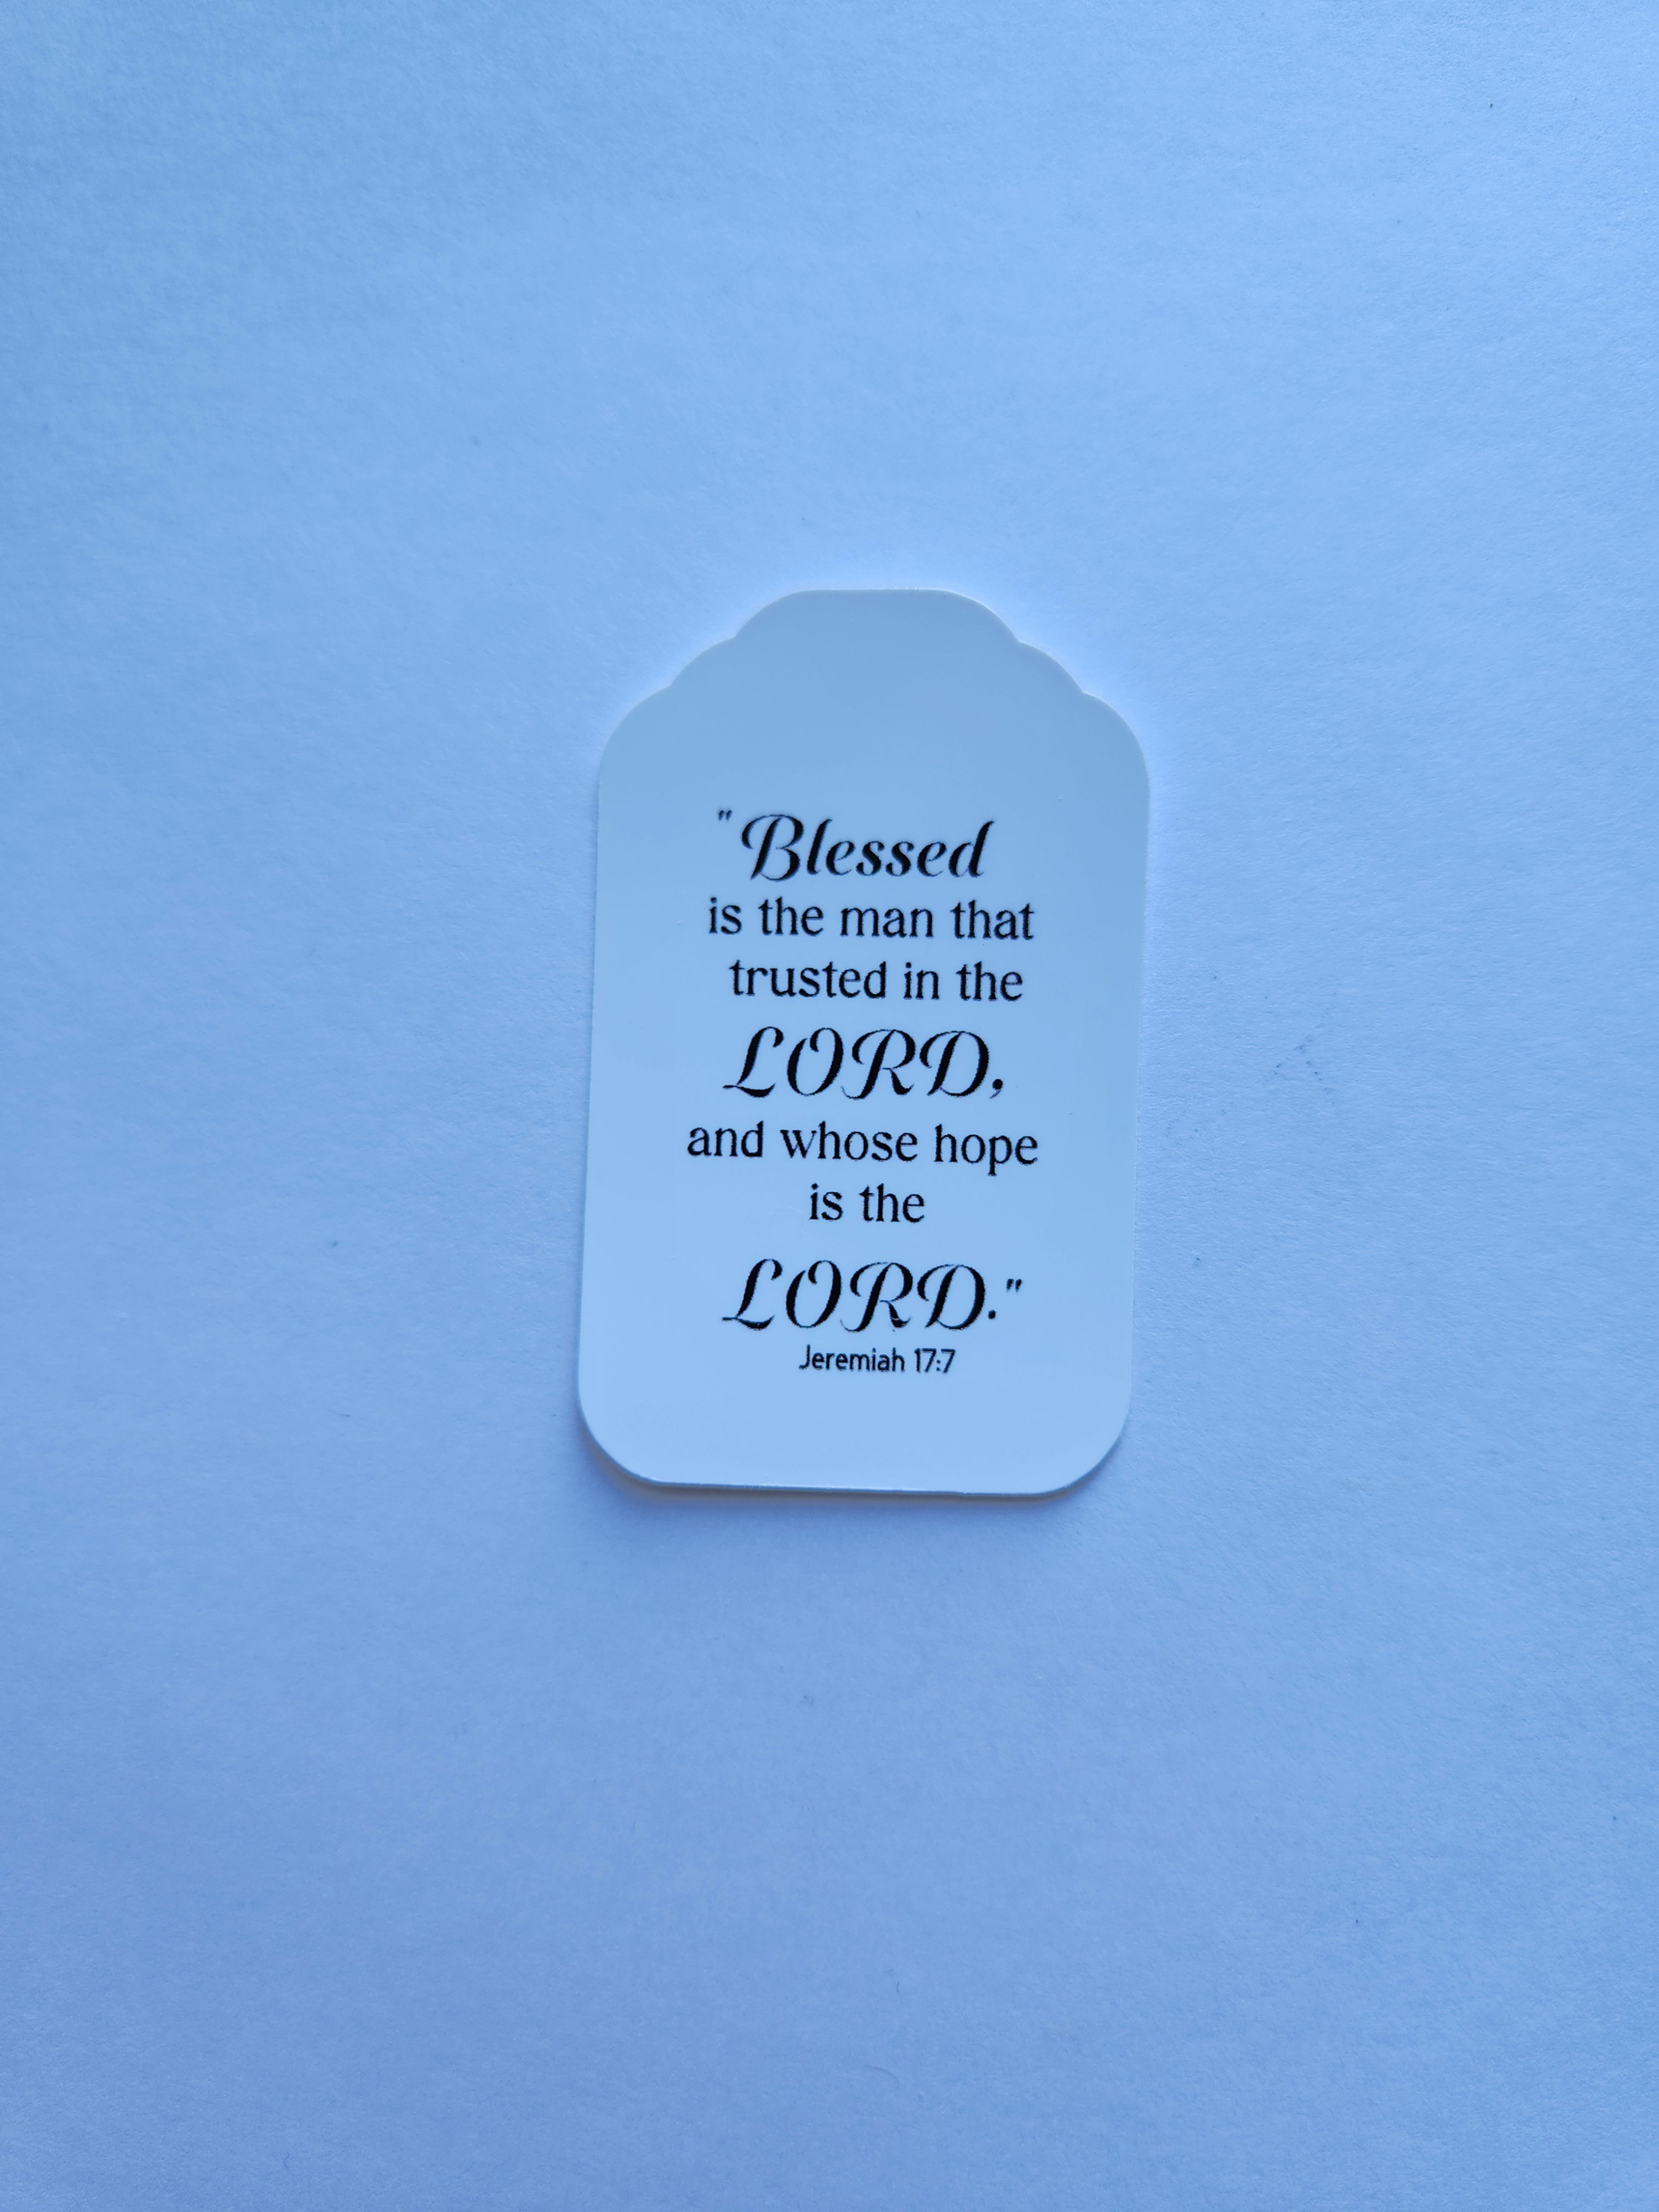 "Blessed
is the man that
trusted in the
LORD,
and whose hope
is the
LORD."
Jeremiah 17:7